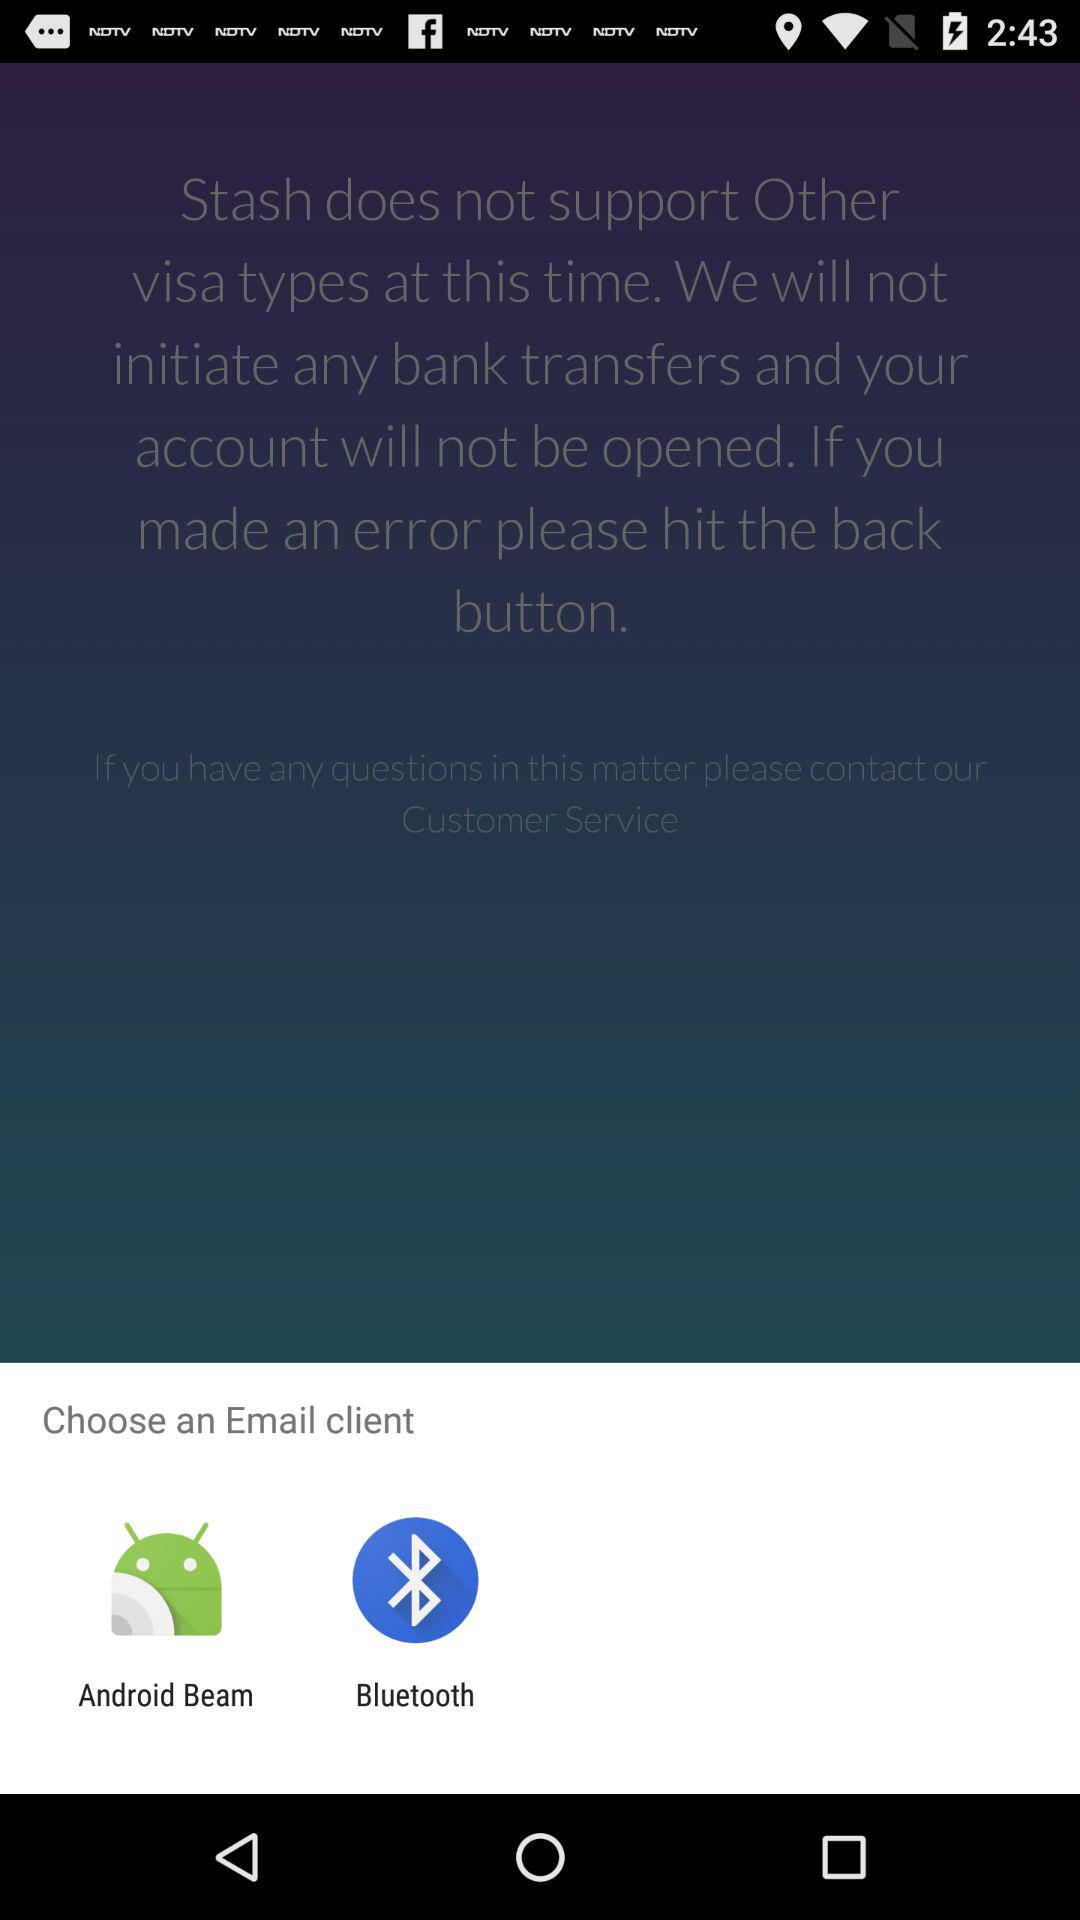 NDTV NDTV NDTV NDTV NDTV NDTV NDTV NDTV NDTV 2:43
Stash does not support Other
visa types at this time. We will not
initiate any bank transfers and your
account will not be opened. If you
made an error please hit the back
button.
If you have any questions in this matter please contact our
Customer Service
Choose an Email client
Android Beam Bluetooth